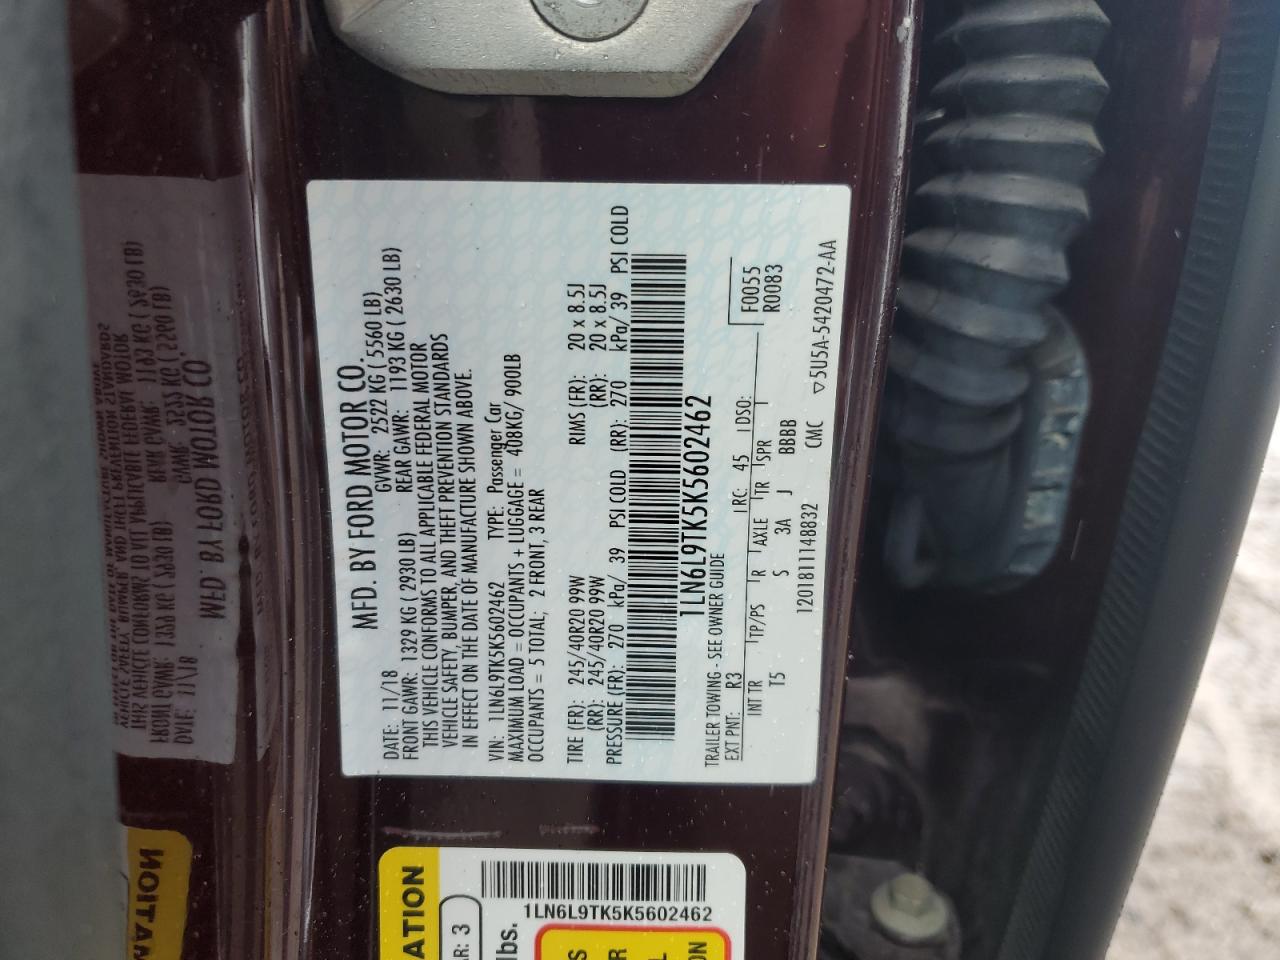 MFD. BY FORD MOTOR CO.
DATE: 11/18 GVWR: 2522 KG ( 5560 LB)
FRONT GAWR: 1329 KG ( 2930 LB) REAR GAWR: 1193 KG ( 2630 LB)
THIS VEHICLE CONFORMS TO ALL APPLICABLE FEDERAL MOTOR
VEHICLE SAFETY, BUMPER, AND THEFT PREVENTION STANDARDS
IN EFFECT ON THE DATE OF MANUFACTURE SHOWN ABOVE.
VIN: 1LN6L9TK5K5602462 TYPE: Passenger Car
MAXIMUM LOAD = OCCUPANTS + LUGGAGE = 408KG/ 900LB
OCCUPANTS = 5 TOTAL; 2 FRONT, 3 REAR
TIRE (FR): 245/40R20 99W RIMS (FR): 20 x 8.5J
(RR): 245/40R20 99W (RR): 20 x 8.5J
PRESSURE (FR): 270 kPa/ 39 PSI COLD (RR): 270 kPa/ 39 PSI COLD
1LN6L9TK5K5602462
TRAILER TOWING - SEE OWNER GUIDE
F0055
EXT PNT: R3 RC: 45 DSO: R0083
INT TR TP/PS R AXLE TR SPR
T5 S 3A J BBBB
12018111148832 CMC ▽5U5A-5420472-AA
ATION
1LN6L9TK5K5602462
AR: 3
lbs.